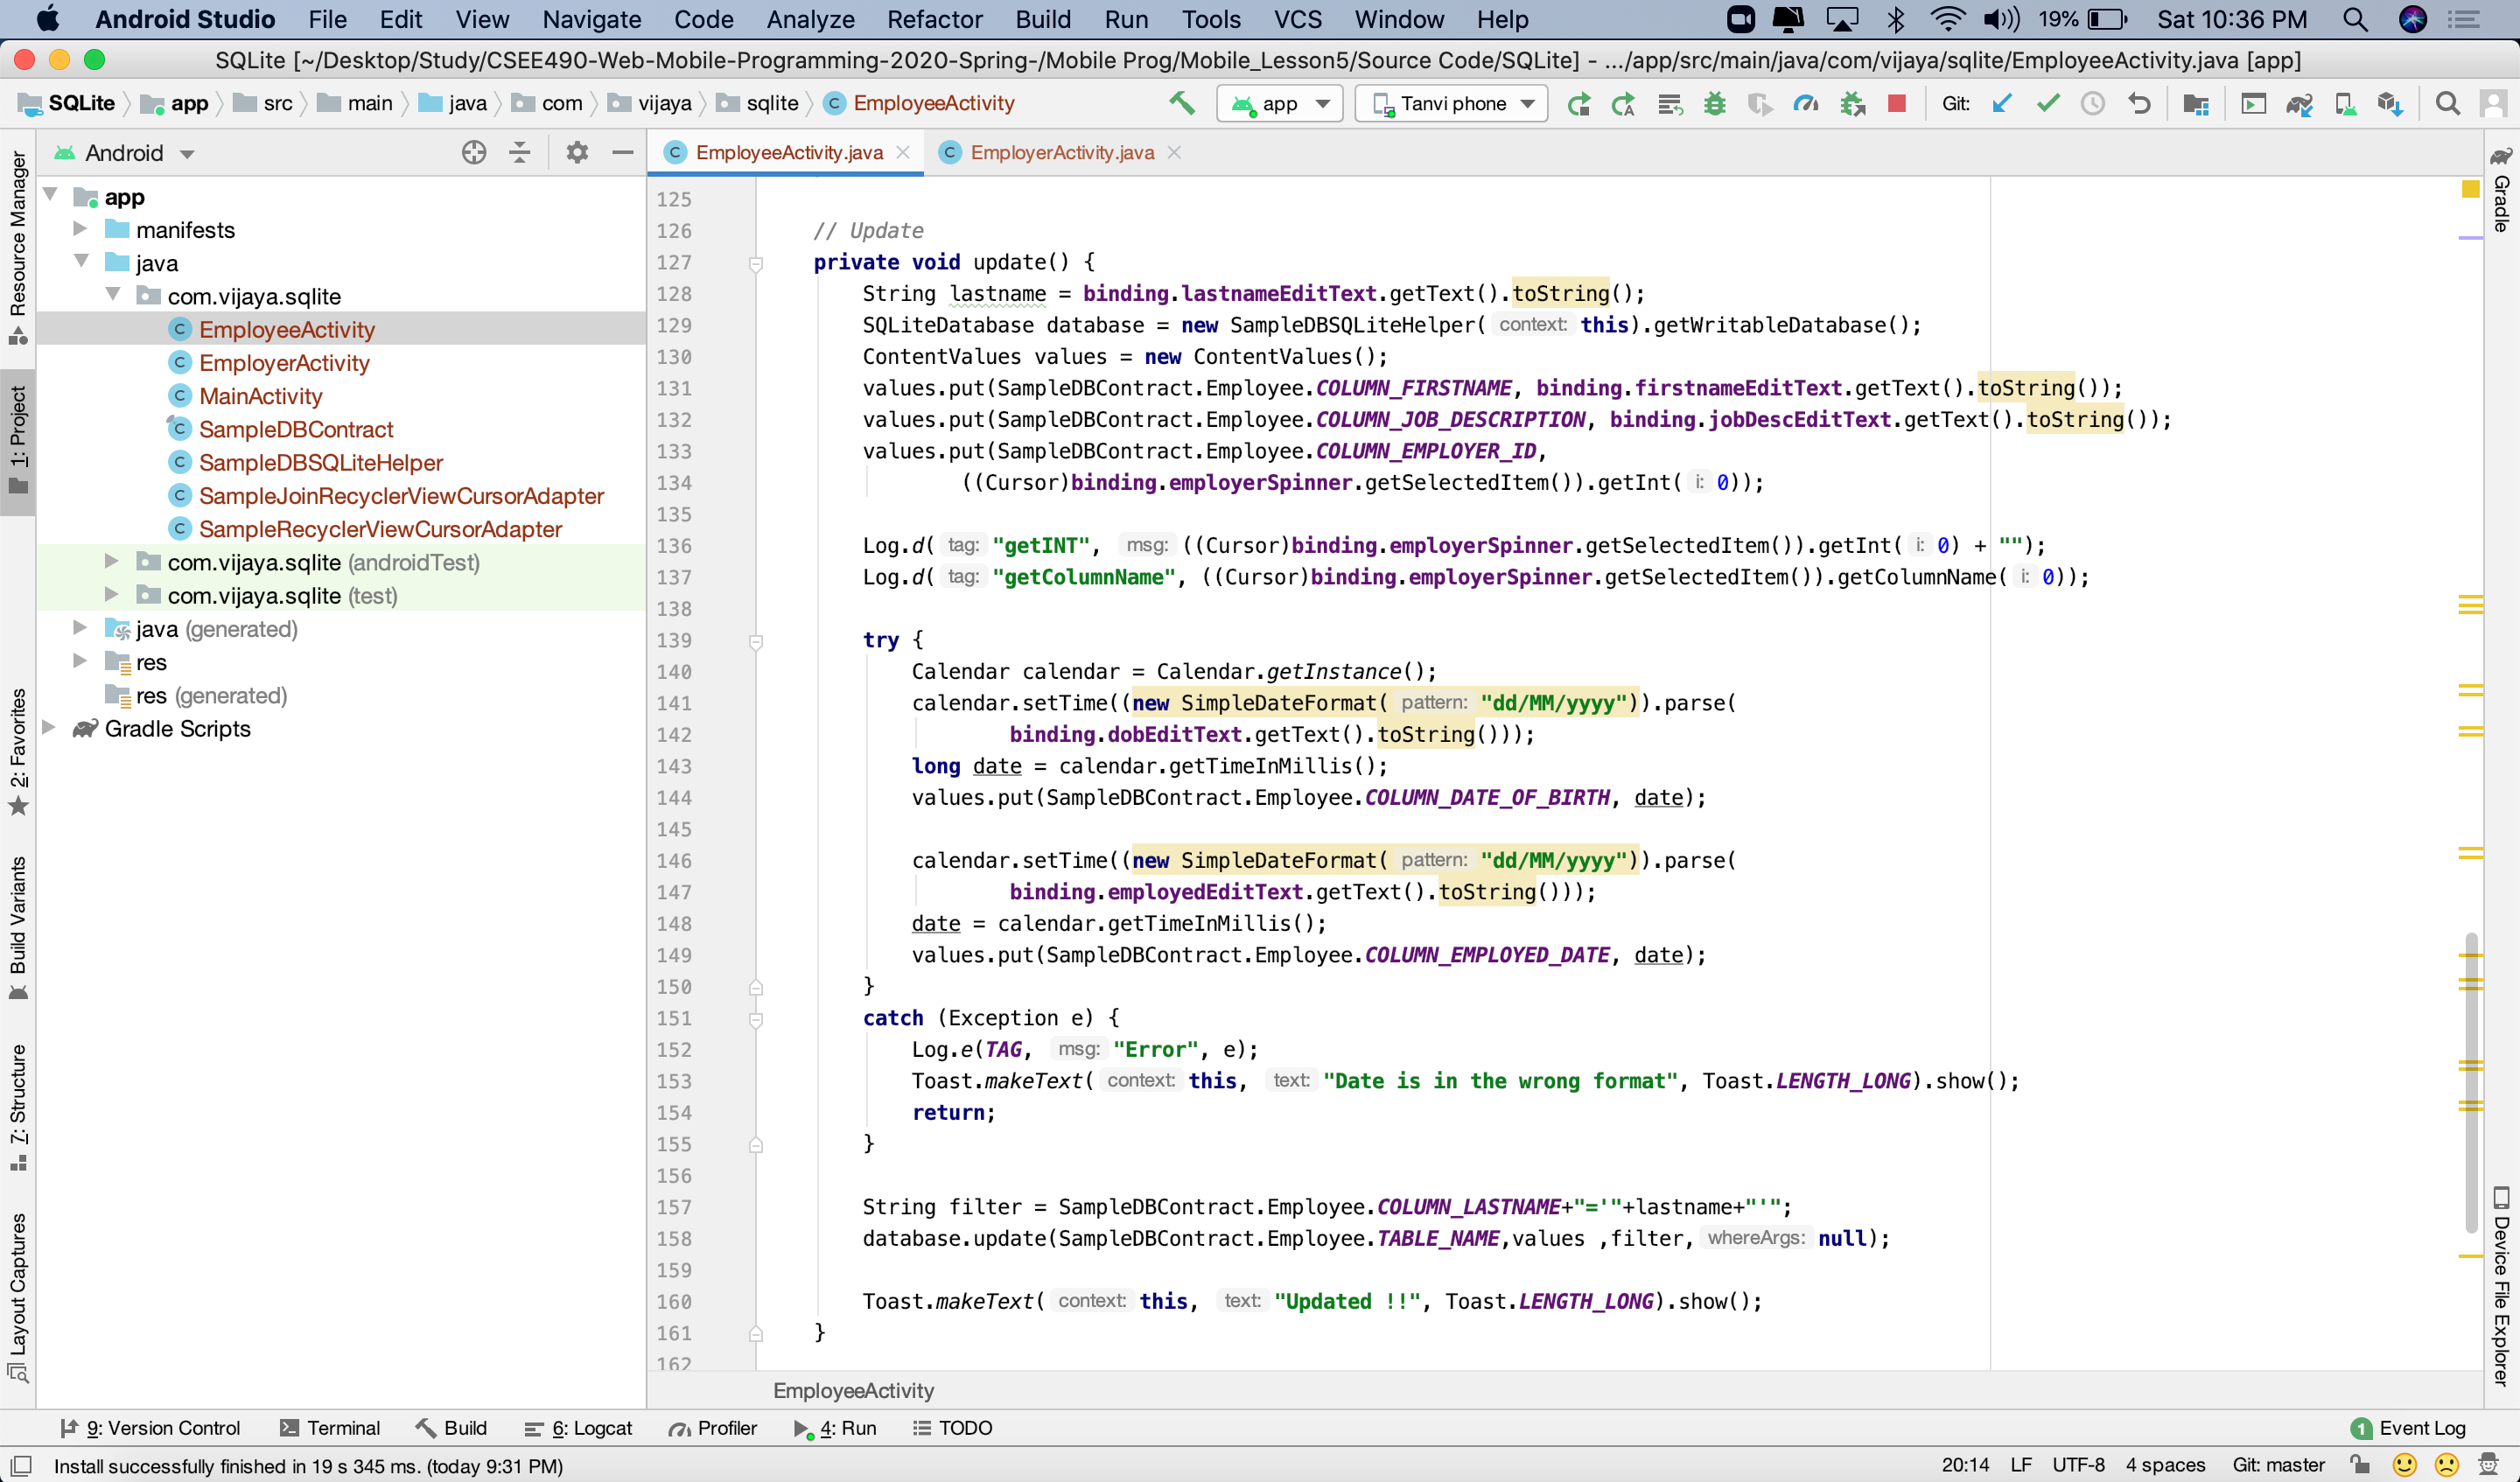 Android Studio File Edit View Navigate Code Analyze Refactor Build Run Tools VCS Window Help 19% Sat 10:36 PM
SQLite [~/Desktop/Study/CSEE490-Web-Mobile-Programming-2020-Spring-/Mobile Prog/Mobile_Lesson5/Source Code/SQLite] - .../app/src/main/java/com/vijaya/sqlite/EmployeeActivity.java [app]
SQLite app src main java com vijaya sqlite C EmployeeActivity app Tanvi phone Git:
Resource Manager
1: Project
2: Favorites
Build Variants
7: Structure
Layout Captures
Android
app
manifests
java
com.vijaya.sqlite
C EmployeeActivity
C EmployerActivity
C MainActivity
C SampleDBContract
C SampleDBSQLiteHelper
C SampleJoinRecyclerViewCursorAdapter
C SampleRecyclerViewCursorAdapter
com.vijaya.sqlite (androidTest)
com.vijaya.sqlite (test)
java (generated)
res
res (generated)
Gradle Scripts
C EmployeeActivity.java C EmployerActivity.java
125
126 // Update
127 private void update() {
128 String lastname = binding.lastnameEditText.getText().toString();
129 SQLiteDatabase database = new SampleDBSQLiteHelper( context: this).getWritableDatabase();
130 ContentValues values = new ContentValues();
131 values.put(SampleDBContract.Employee.COLUMN_FIRSTNAME, binding.firstnameEditText.getText().toString());
132 values.put(SampleDBContract.Employee.COLUMN_JOB_DESCRIPTION, binding.jobDescEditText.getText().toString());
133 values.put(SampleDBContract.Employee.COLUMN_EMPLOYER_ID,
134 ((Cursor)binding.employerSpinner.getSelectedItem()).getInt( i: 0));
135
136 Log.d( tag: "getINT", msg: ((Cursor)binding.employerSpinner.getSelectedItem()).getInt( i: 0) + "");
137 Log.d( tag: "getColumnName", ((Cursor)binding.employerSpinner.getSelectedItem()).getColumnName( i: 0));
138
139 try {
140 Calendar calendar = Calendar.getInstance();
141 calendar.setTime((new SimpleDateFormat( pattern: "dd/MM/yyyy")).parse(
142 binding.dobEditText.getText().toString()));
143 long date = calendar.getTimeInMillis();
144 values.put(SampleDBContract.Employee.COLUMN_DATE_OF_BIRTH, date);
145
146 calendar.setTime((new SimpleDateFormat( pattern: "dd/MM/yyyy")).parse(
147 binding.employedEditText.getText().toString()));
148 date = calendar.getTimeInMillis();
149 values.put(SampleDBContract.Employee.COLUMN_EMPLOYED_DATE, date);
150 }
151 catch (Exception e) {
152 Log.e(TAG, msg: "Error", e);
153 Toast.makeText( context: this, text: "Date is in the wrong format", Toast.LENGTH_LONG).show();
154 return;
155 }
156
157 String filter = SampleDBContract.Employee.COLUMN_LASTNAME+"='"+lastname+"'";
158 database.update(SampleDBContract.Employee.TABLE_NAME,values ,filter, whereArgs: null);
159
160 Toast.makeText( context: this, text: "Updated !!", Toast.LENGTH_LONG).show();
161 }
162
EmployeeActivity
Gradle
Device File Explorer
9: Version Control Terminal Build 6: Logcat Profiler 4: Run TODO 1 Event Log
Install successfully finished in 19 s 345 ms. (today 9:31 PM) 20:14 LF UTF-8 4 spaces Git: master